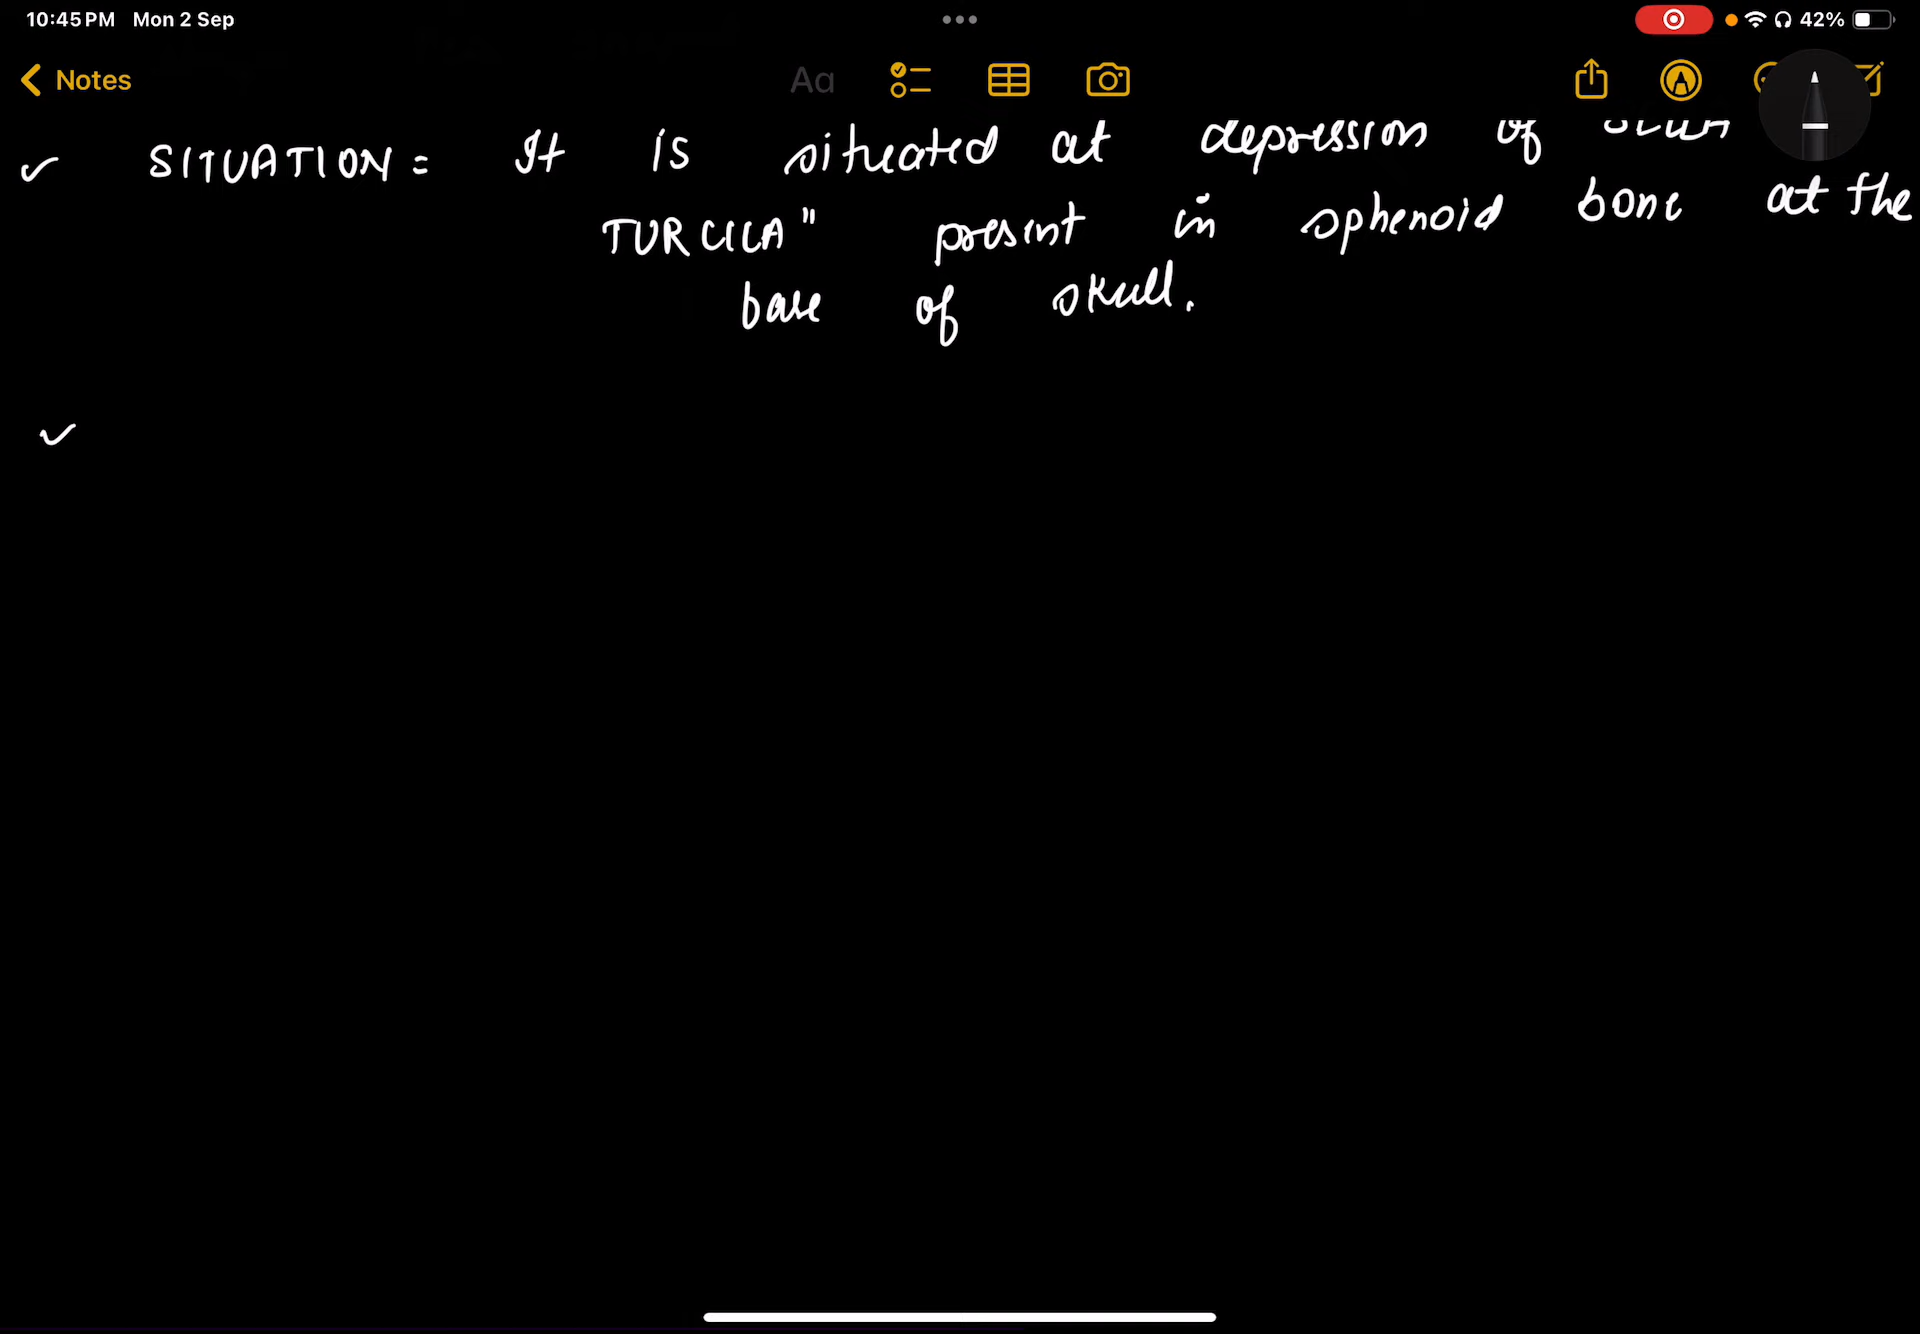 10:45 PM Mon 2 Sep 42%
Notes Aa
SITUATION = It is situated at depression of
TURCICA" present in sphenoid bone at the
base of skull.